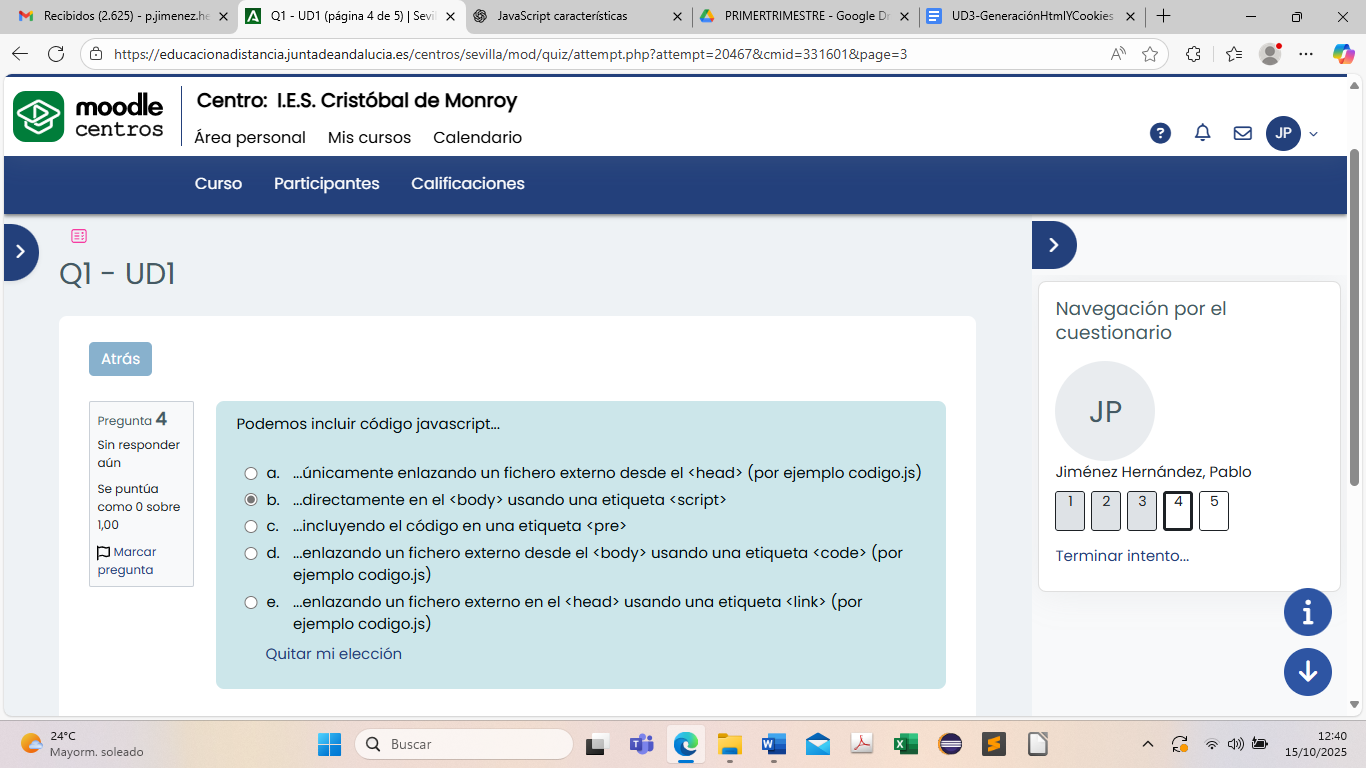 Recibidos (2.625) - p.jimenez.he
Q1 - UD1 (página 4 de 5) | Sevil
JavaScript características
PRIMERTRIMESTRE - Google Dr
UD3-GeneraciónHtmlYCookies
https://educacionadistancia.juntadeandalucia.es/centros/sevilla/mod/quiz/attempt.php?attempt=20467&cmid=331601&page=3
moodle
centros
Centro: I.E.S. Cristóbal de Monroy
Área personal Mis cursos Calendario
? JP
Curso Participantes Calificaciones
Q1 - UD1
Atrás
Pregunta 4
Sin responder
aún
Se puntúa
como 0 sobre
1,00
Marcar
pregunta
Podemos incluir código javascript...
a. ...únicamente enlazando un fichero externo desde el <head> (por ejemplo codigo.js)
b. ...directamente en el <body> usando una etiqueta <script>
c. ...incluyendo el código en una etiqueta <pre>
d. ...enlazando un fichero externo desde el <body> usando una etiqueta <code> (por
ejemplo codigo.js)
e. ...enlazando un fichero externo en el <head> usando una etiqueta <link> (por
ejemplo codigo.js)
Quitar mi elección
Navegación por el
cuestionario
JP
Jiménez Hernández, Pablo
1 2 3 4 5
Terminar intento...
24°C
Mayorm. soleado
Buscar
12:40
15/10/2025